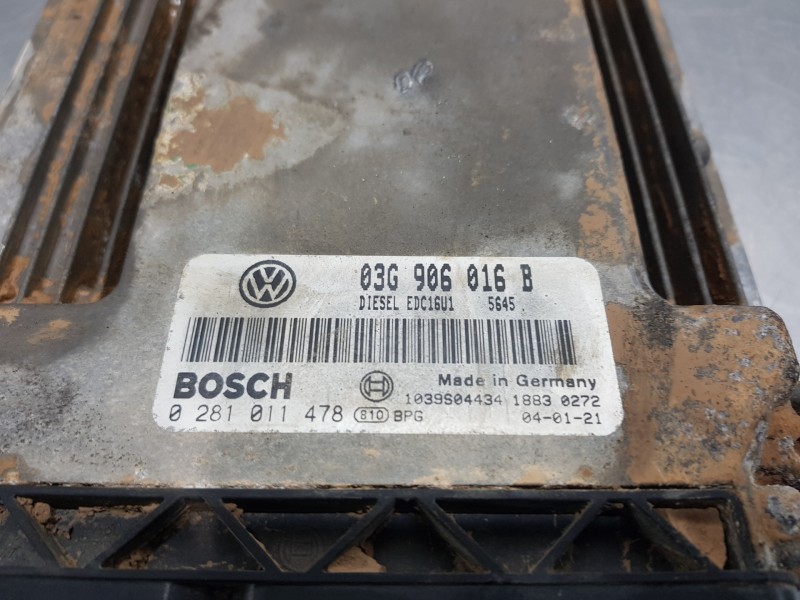 03G 906 016 B
DIESEL EDC16U1 5645
BOSCH
Made in Germany
1039S04434 1883 0272
0 281 011 478 810 BPG 04-01-21